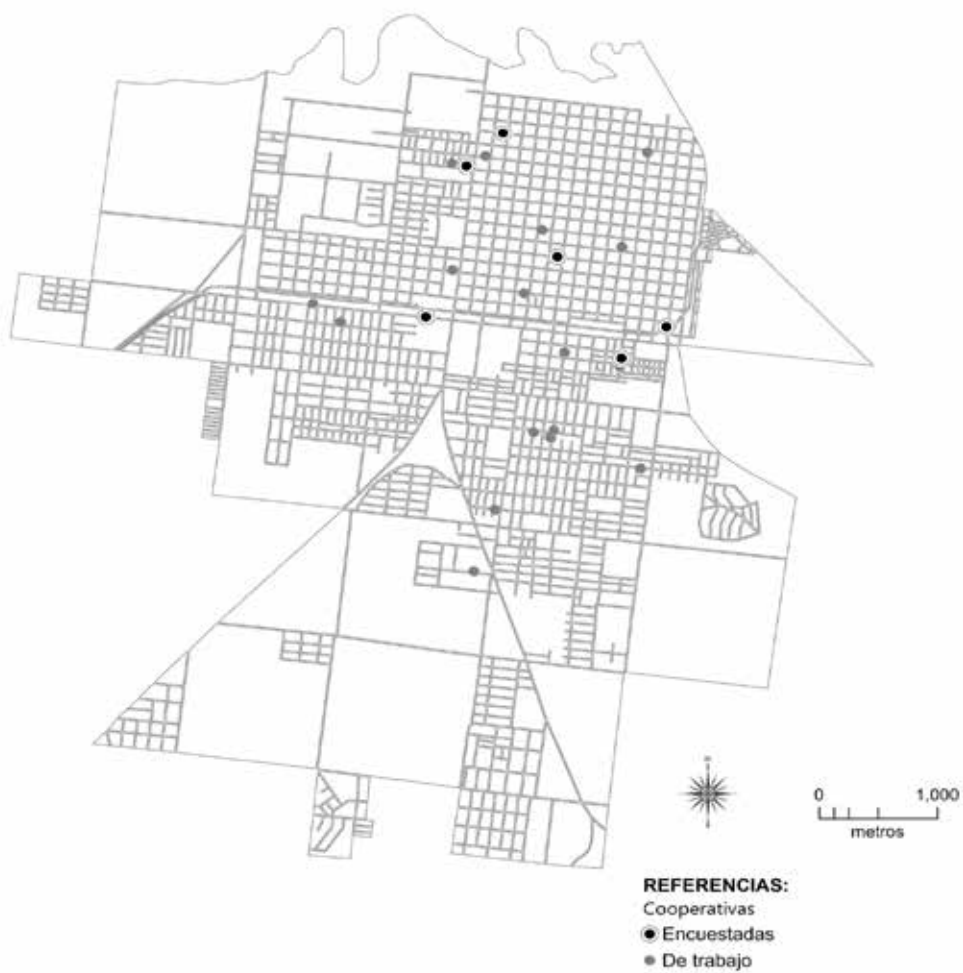 0 1,000
metros
REFERENCIAS:
Cooperativas
Encuestadas
De trabajo